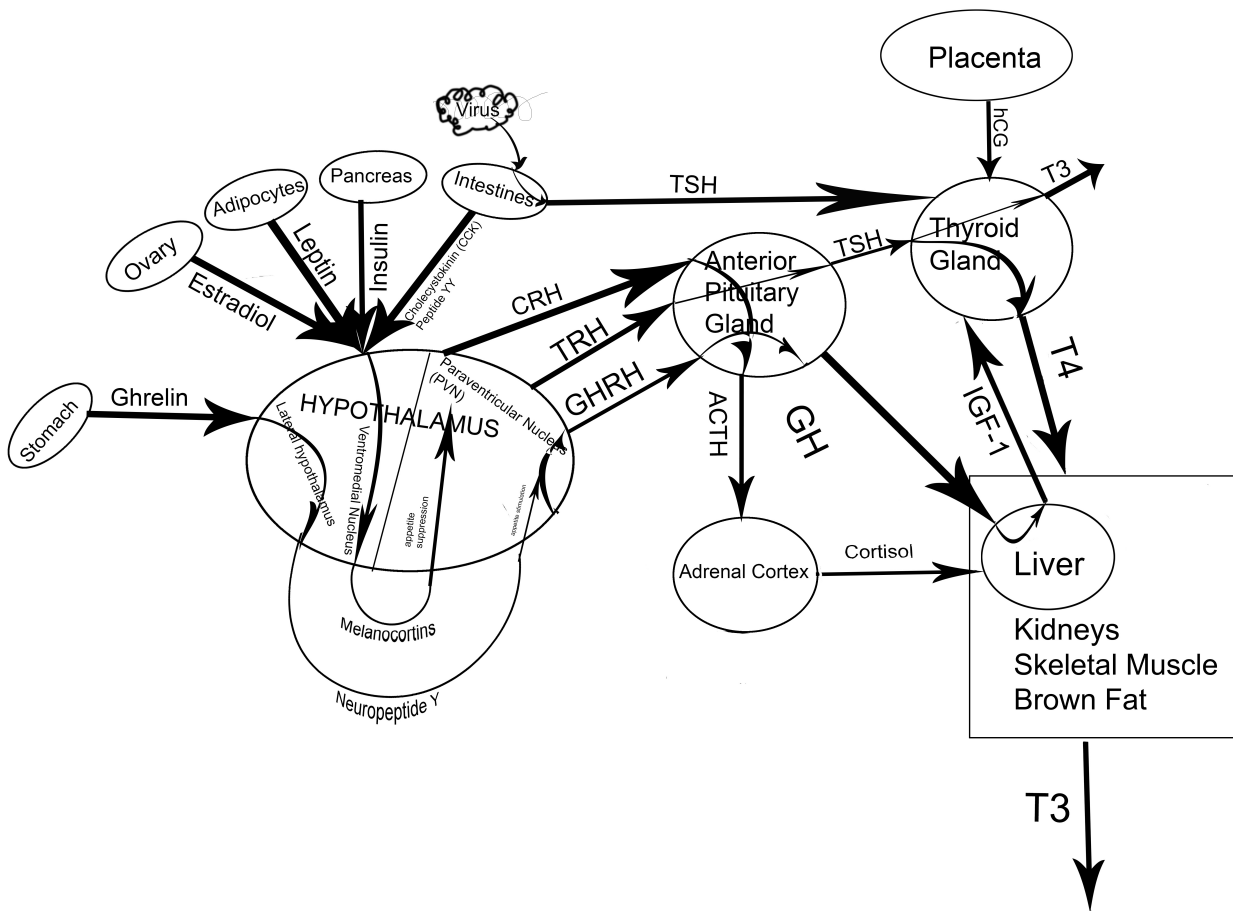 Placenta
hCG
Virus
T3
Pancreas
Intestines
TSH
Adipocytes
Ovary
Leptin
Insulin
Cholecystokinin (CCK)
Peptide YY
Estradiol
Thyroid
Gland
TSH
Anterior
Pituitary
Gland
CRH
TRH
GHRH
T4
Paraventricular Nucleus
(PVN)
HYPOTHALAMUS
Ghrelin
Stomach
Lateral hypothalamus
Ventromedial Nucleus
appetite
suppression
appetite stimulation
ACTH
GH
IGF-1
Adrenal Cortex
Cortisol
Liver
Kidneys
Skeletal Muscle
Brown Fat
Melanocortins
Neuropeptide Y
T3